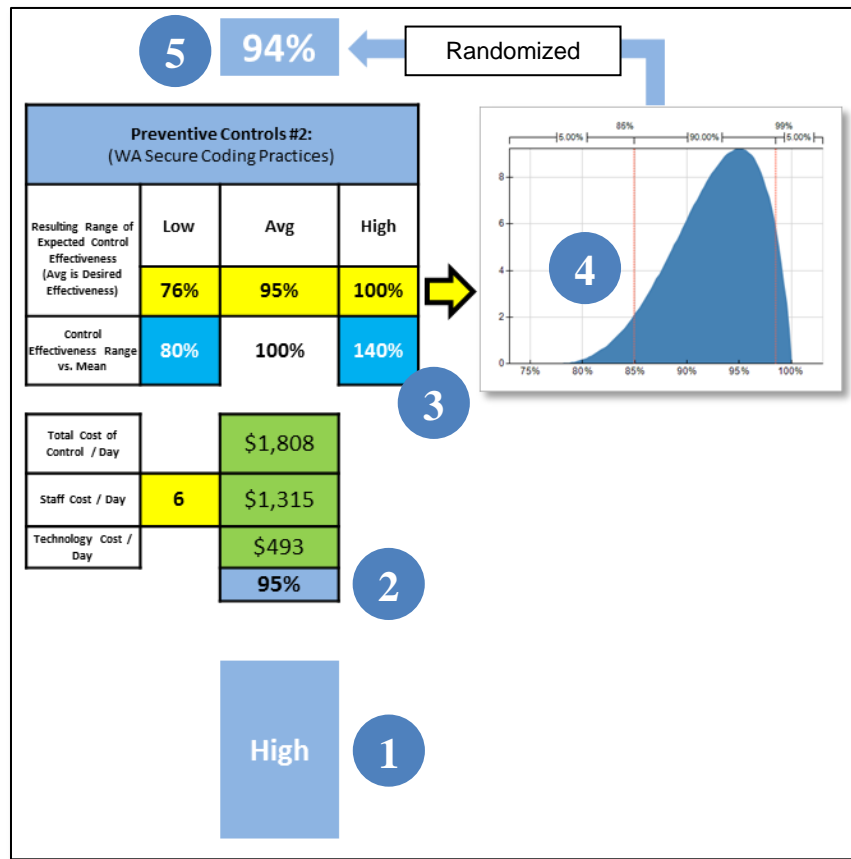 5
94%
Randomized
Preventive Controls #2:
(WA Secure Coding Practices)
Resulting Range of
Expected Control
Effectiveness
(Avg is Desired
Effectiveness)
Low
Avg
High
76%
95%
100%
Control
Effectiveness Range
vs. Mean
80%
100%
140%
3
85%
99%
5.00%
90.00%
5.00%
8
6
4
2
0
4
75%
80%
85%
90%
95%
100%
Total Cost of
Control / Day
$1,808
Staff Cost / Day
6
$1,315
Technology Cost /
Day
$493
95%
2
High
1